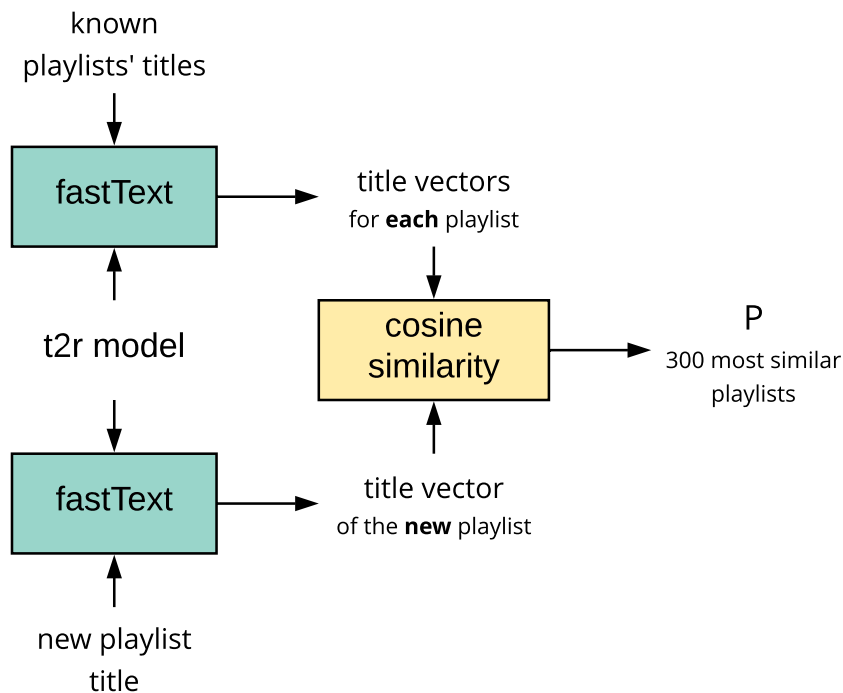 known
playlists' titles
fastText
title vectors
for each playlist
t2r model
cosine
similarity
P
300 most similar
playlists
fastText
title vector
of the new playlist
new playlist
title